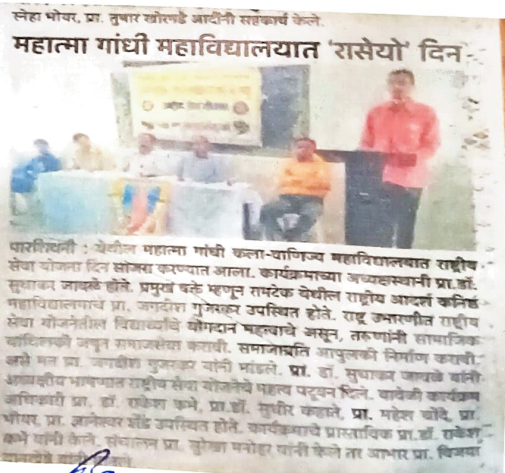 स्नेहा भोयर, प्रा. तुषार खोरगडे आदींनी सहकार्य केले.
महात्मा गांधी महाविद्यालयात 'रासेयो' दिन
पारशिवनी : येथील महात्मा गांधी कला-वाणिज्य महाविद्यालयात राष्ट्रीय
सेवा योजना दिन साजरा करण्यात आला. कार्यक्रमाच्या अध्यक्षस्थानी प्रा.डॉ.
सुधाकर जावळे होते. प्रमुख वक्ते म्हणून रामटेक येथील राष्ट्रीय आदर्श कनिष्ठ
महाविद्यालयाचे प्रा. जगदीश गुजरकर उपस्थित होते. राष्ट्र उभारणीत राष्ट्रीय
सेवा योजनेतील विद्यार्थ्यांचे योगदान महत्वाचे असून, तरुणांनी सामाजिक
बांधिलकी जपून समाजसेवा करावी. समाजाप्रति आपुलकी निर्माण करावी,
असे मत प्रा. जगदीश गुजरकर यांनी मांडले. प्रा. डॉ. सुधाकर जावळे यांनी
अध्यक्षीय भाषणात राष्ट्रीय सेवा योजनेचे महत्व पटवून दिले. यावेळी कार्यक्रम
अधिकारी प्रा. डॉ. राकेश कभे, प्रा.डॉ. सुधीर कहाते, प्रा. महेश चोंदे, प्रा.
भोयर, प्रा. ज्ञानेश्वर उपस्थित होते. कार्यक्रमाचे प्रास्ताविक प्रा.डॉ. राकेश
कभे यांनी केले. संचालन प्रा. सुरेखा मनोहर यांनी केले तर आभार प्रा. विजया